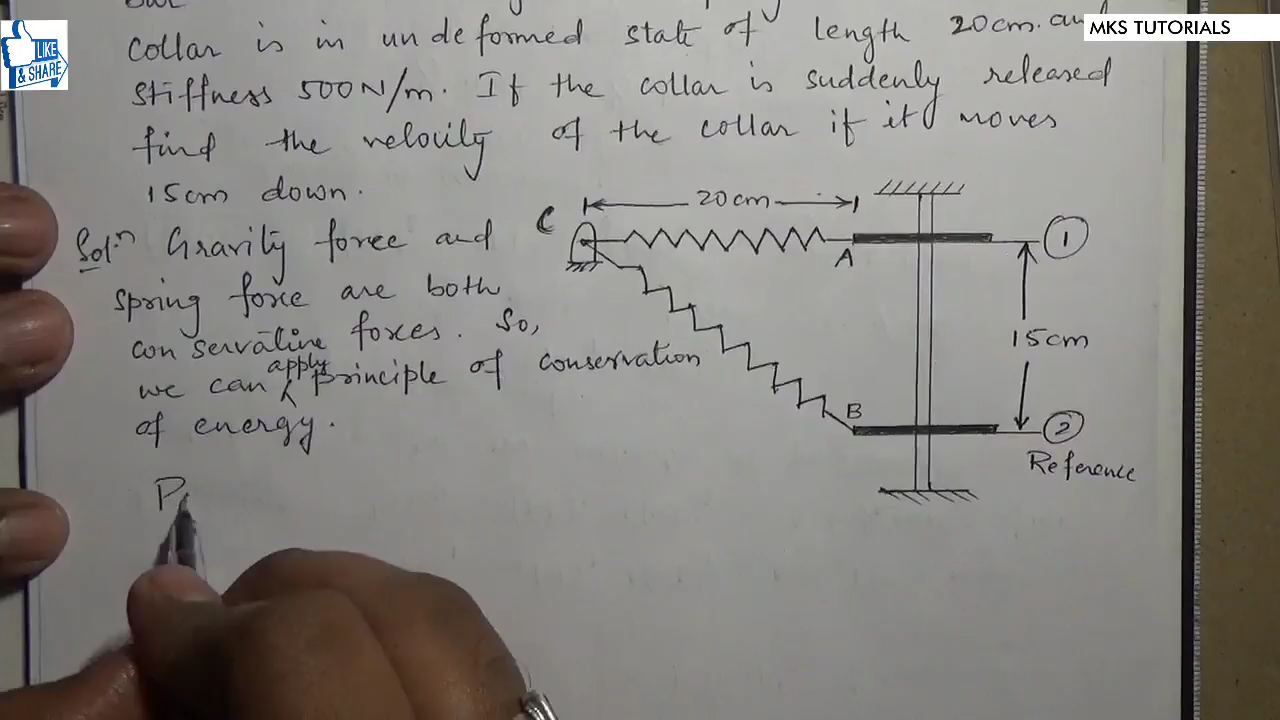 MKS TUTORIALS
LIKE
& SHARE
collar is in undeformed state of length 20cm. and
stiffness 500N/m. If the collar is suddenly released
find the velocity of the collar if it moves
15cm down.
Sol:n Gravity force and
spring force are both
conservative forces. So,
we can apply principle of conservation
of energy.
P
20cm
C
A
1
15cm
B
2
Reference